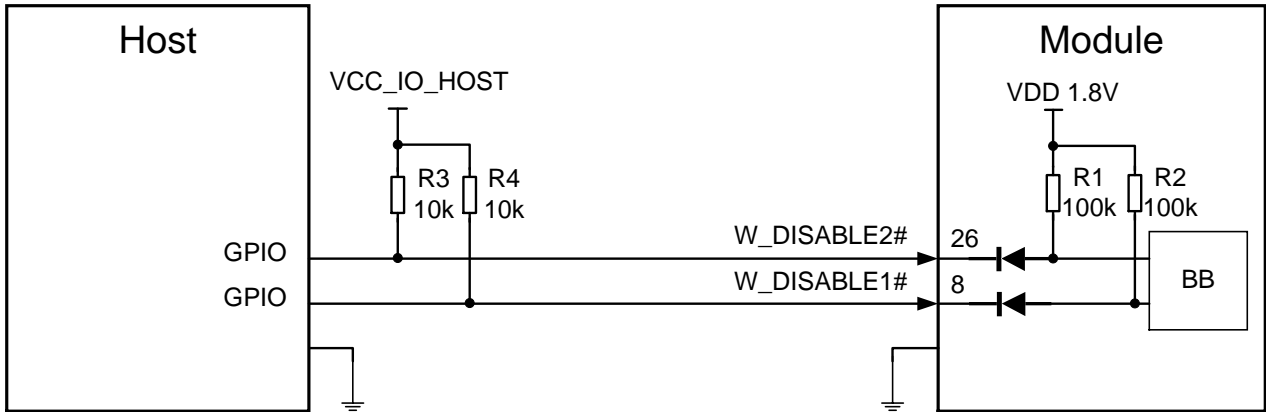 Host
Module
VCC_IO_HOST
VDD 1.8V
R3
10k
R4
10k
R1
100k
R2
100k
GPIO
W_DISABLE2#
26
GPIO
W_DISABLE1#
8
BB